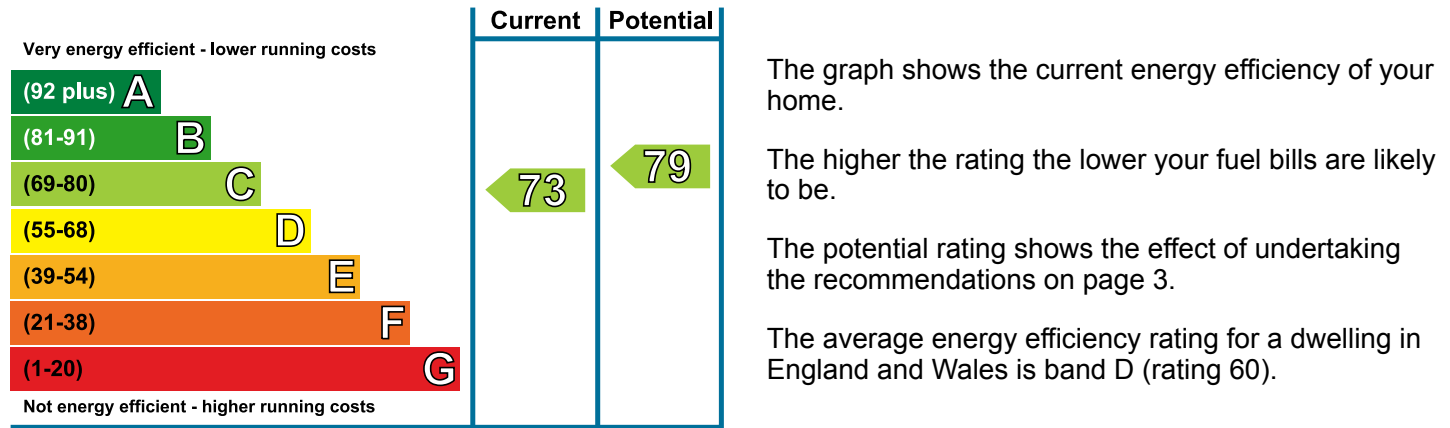 Current Potential
Very energy efficient - lower running costs
(92 plus) A
(81-91) B
(69-80) C
(55-68) D
(39-54) E
(21-38) F
(1-20) G
Not energy efficient - higher running costs
73
79
The graph shows the current energy efficiency of your
home.
The higher the rating the lower your fuel bills are likely
to be.
The potential rating shows the effect of undertaking
the recommendations on page 3.
The average energy efficiency rating for a dwelling in
England and Wales is band D (rating 60).